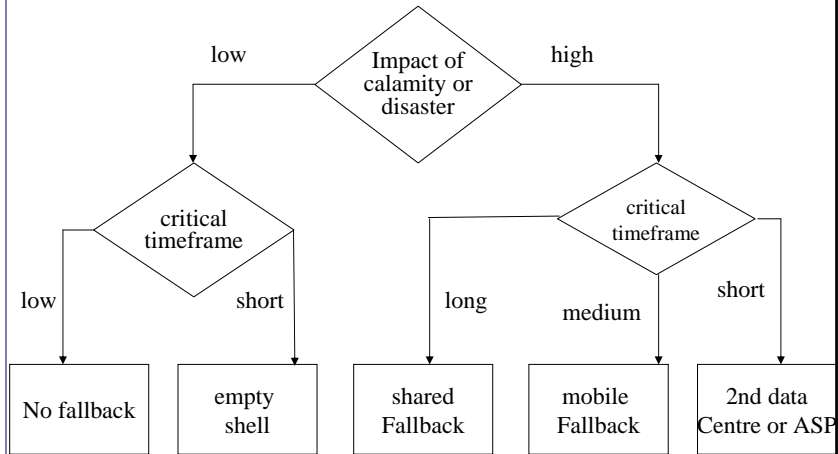 low
Impact of
calamity or
disaster
high
critical
timeframe
critical
timeframe
low
short
long
medium
short
No fallback
empty
shell
shared
Fallback
mobile
Fallback
2nd data
Centre or ASP